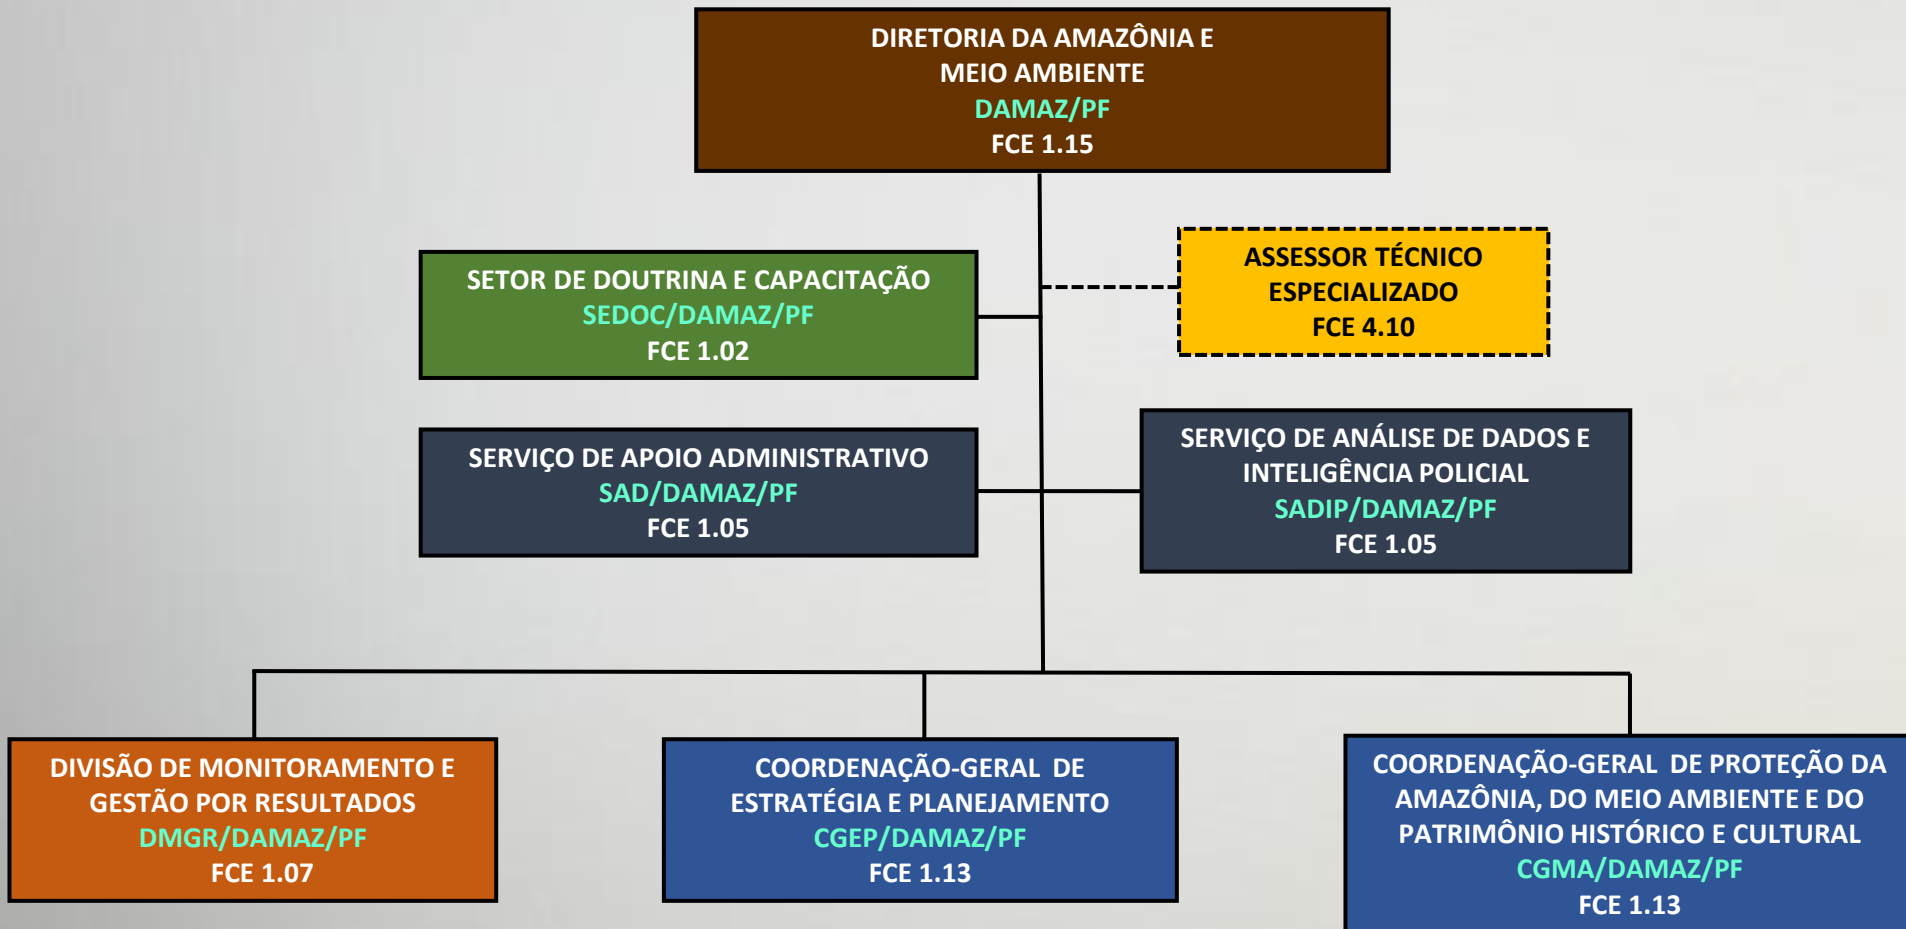 DIRETORIA DA AMAZÔNIA E
MEIO AMBIENTE
DAMAZ/PF
FCE 1.15
SETOR DE DOUTRINA E CAPACITAÇÃO
SEDOC/DAMAZ/PF
FCE 1.02
ASSESSOR TÉCNICO
ESPECIALIZADO
FCE 4.10
SERVIÇO DE APOIO ADMINISTRATIVO
SAD/DAMAZ/PF
FCE 1.05
SERVIÇO DE ANÁLISE DE DADOS E
INTELIGÊNCIA POLICIAL
SADIP/DAMAZ/PF
FCE 1.05
DIVISÃO DE MONITORAMENTO E
GESTÃO POR RESULTADOS
DMGR/DAMAZ/PF
FCE 1.07
COORDENAÇÃO-GERAL DE
ESTRATÉGIA E PLANEJAMENTO
CGEP/DAMAZ/PF
FCE 1.13
COORDENAÇÃO-GERAL DE PROTEÇÃO DA
AMAZÔNIA, DO MEIO AMBIENTE E DO
PATRIMÔNIO HISTÓRICO E CULTURAL
CGMA/DAMAZ/PF
FCE 1.13